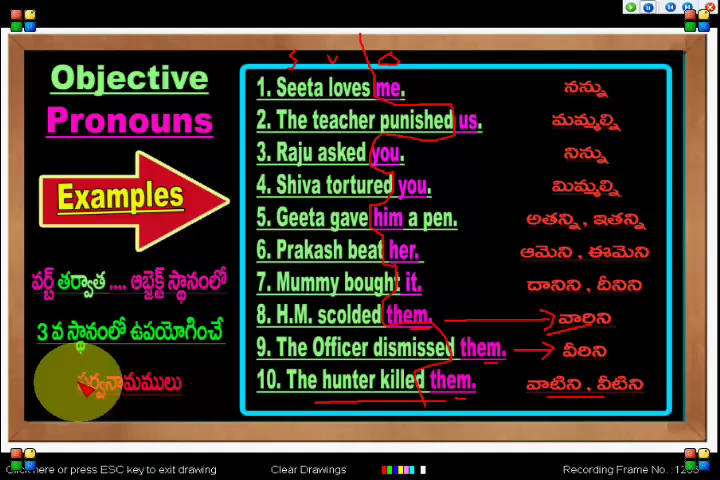 Objective
Pronouns
Examples
వర్బ్ తర్వాత .... ఆబ్జెక్ట్ స్థానంలో
3 వ స్థానంలో ఉపయోగించే
సర్వనామములు
S V O
1. Seeta loves me. నన్ను
2. The teacher punished us. మమ్మల్ని
3. Raju asked you. నిన్ను
4. Shiva tortured you. మిమ్మల్ని
5. Geeta gave him a pen. అతన్ని , ఇతన్ని
6. Prakash beat her. ఆమెని , ఈమెని
7. Mummy bought it. దానిని , దీనిని
8. H.M. scolded them. వారిని
9. The Officer dismissed them. వీరిని
10. The hunter killed them. వాటిని , వీటిని
here or press ESC key to exit drawing
Clear Drawings
Recording Frame No. :